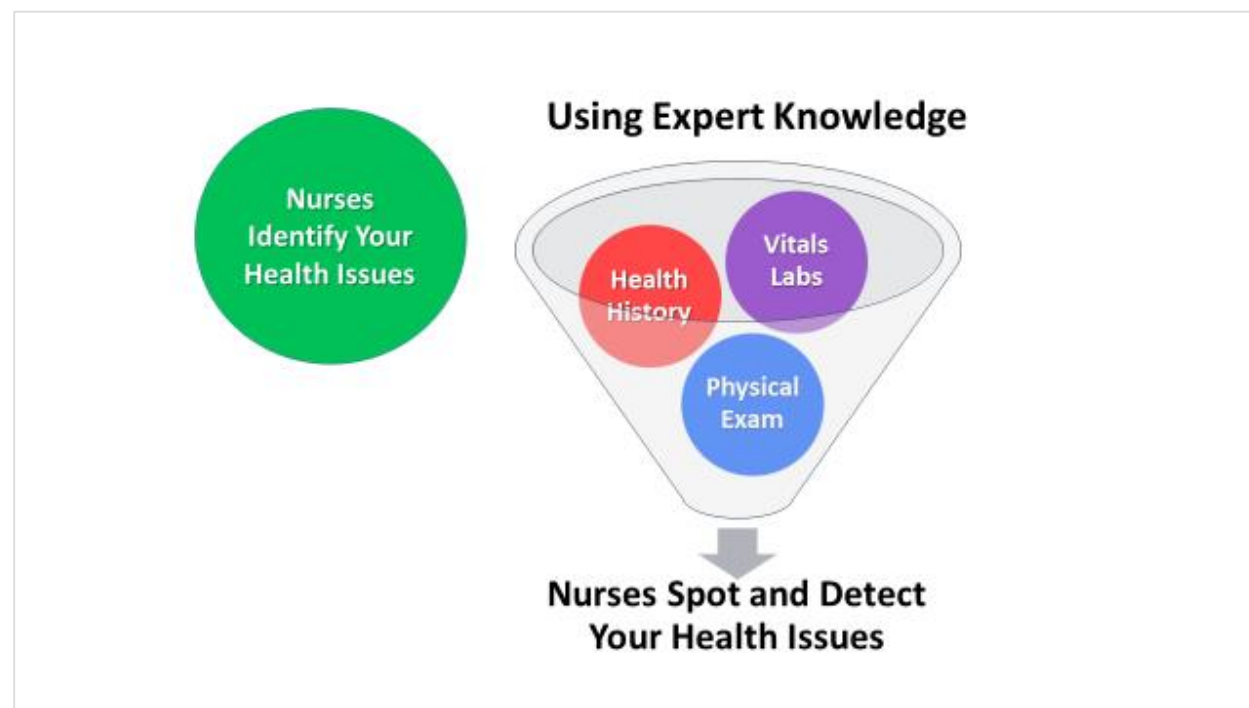 Nurses
Identify Your
Health Issues
Using Expert Knowledge
Health
History
Vitals
Labs
Physical
Exam
Nurses Spot and Detect
Your Health Issues